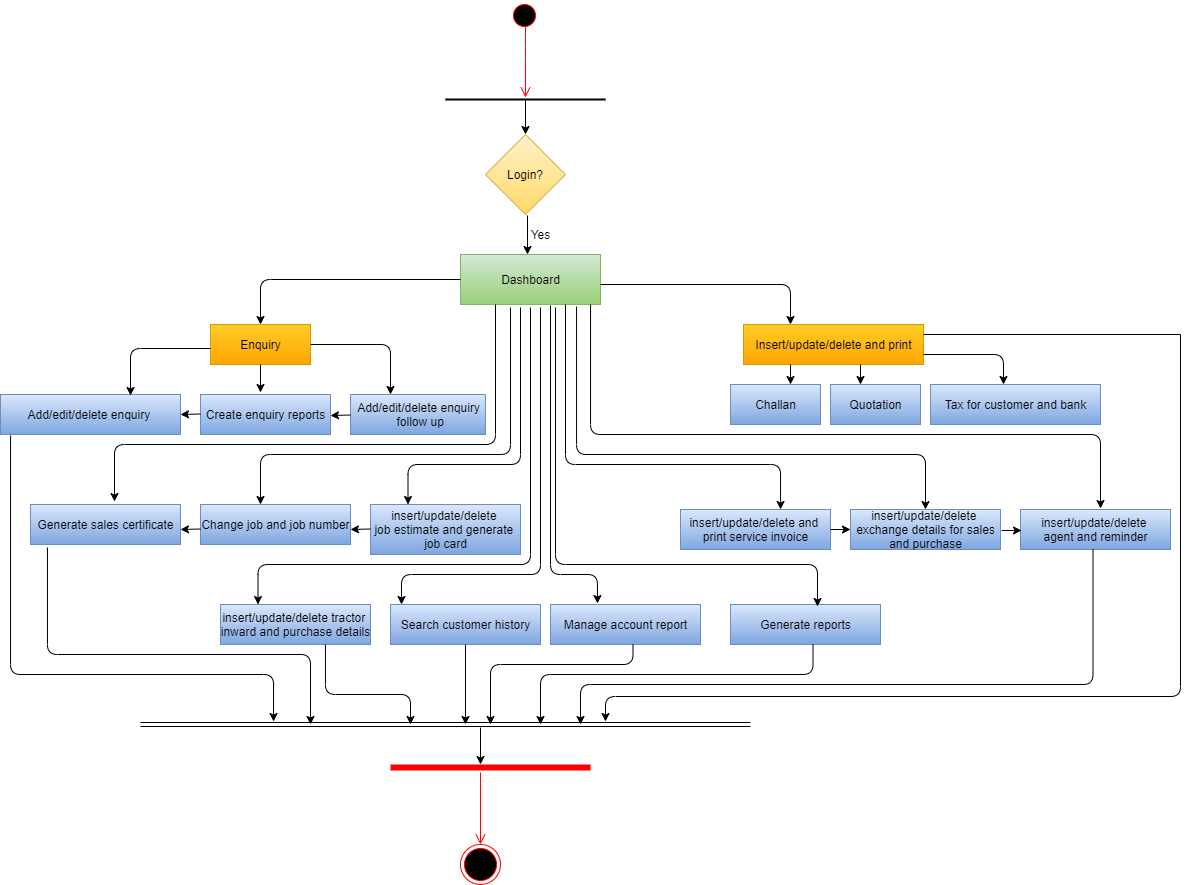 Login?
Yes
Dashboard
Enquiry
Insert/update/delete and print
Add/edit/delete enquiry
Create enquiry reports
Add/edit/delete enquiry
follow up
Challan
Quotation
Tax for customer and bank
Generate sales certificate
Change job and job number
insert/update/delete
job estimate and generate
job card
insert/update/delete and
print service invoice
insert/update/delete
exchange details for sales
and purchase
insert/update/delete
agent and reminder
insert/update/delete tractor
inward and purchase details
Search customer history
Manage account report
Generate reports